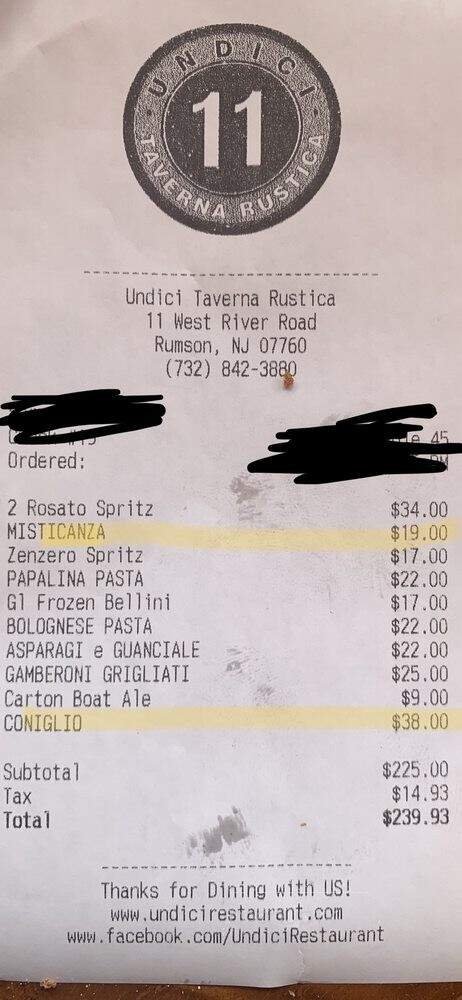 UNDICI
11
TAVERNA RUSTICA
Undici Taverna Rustica
11 West River Road
Rumson, NJ 07760
(732) 842-3880
45
Ordered:
2 Rosato Spritz $34.00
MISTICANZA $19.00
Zenzero Spritz $17.00
PAPALINA PASTA $22.00
Gl Frozen Bellini $17.00
BOLOGNESE PASTA $22.00
ASPARAGI e GUANCIALE $22.00
GAMBERONI GRIGLIATI $25.00
Carton Boat Ale $9.00
CONIGLIO $38.00
Subtotal $225.00
Tax $14.93
Total $239.93
Thanks for Dining with US!
www.undicirestaurant.com
www.facebook.com/UndiciRestaurant